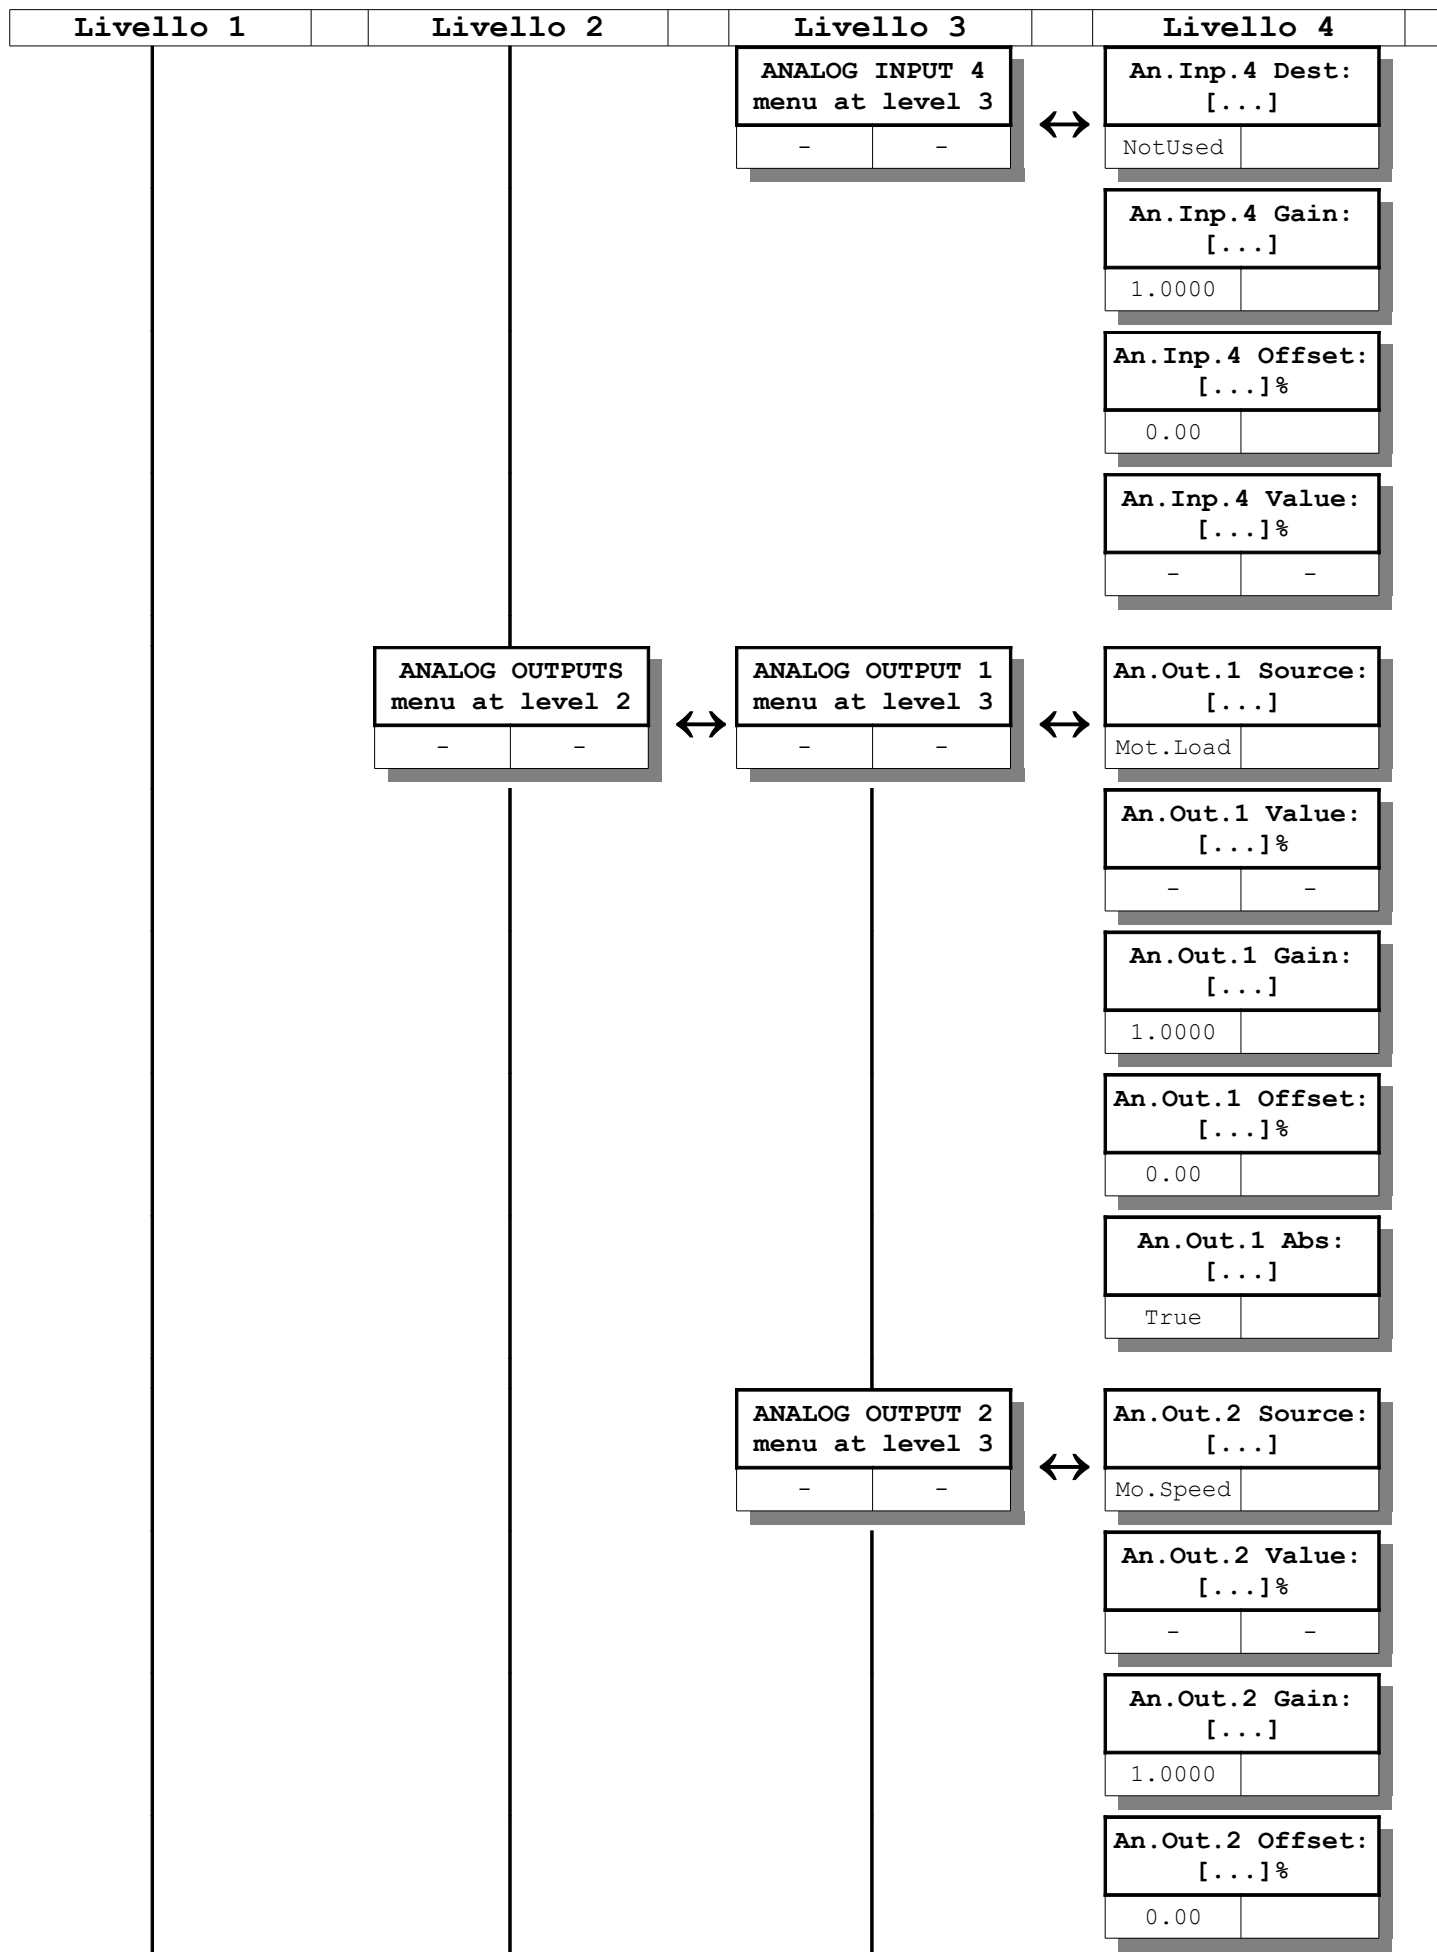 Livello 1 Livello 2 Livello 3 Livello 4
ANALOG INPUT 4
menu at level 3
- -
An.Inp.4 Dest:
[...]
NotUsed
An.Inp.4 Gain:
[...]
1.0000
An.Inp.4 Offset:
[...]%
0.00
An.Inp.4 Value:
[...]%
- -
ANALOG OUTPUTS
menu at level 2
- -
ANALOG OUTPUT 1
menu at level 3
- -
An.Out.1 Source:
[...]
Mot.Load
An.Out.1 Value:
[...]%
- -
An.Out.1 Gain:
[...]
1.0000
An.Out.1 Offset:
[...]%
0.00
An.Out.1 Abs:
[...]
True
ANALOG OUTPUT 2
menu at level 3
- -
An.Out.2 Source:
[...]
Mo.Speed
An.Out.2 Value:
[...]%
- -
An.Out.2 Gain:
[...]
1.0000
An.Out.2 Offset:
[...]%
0.00